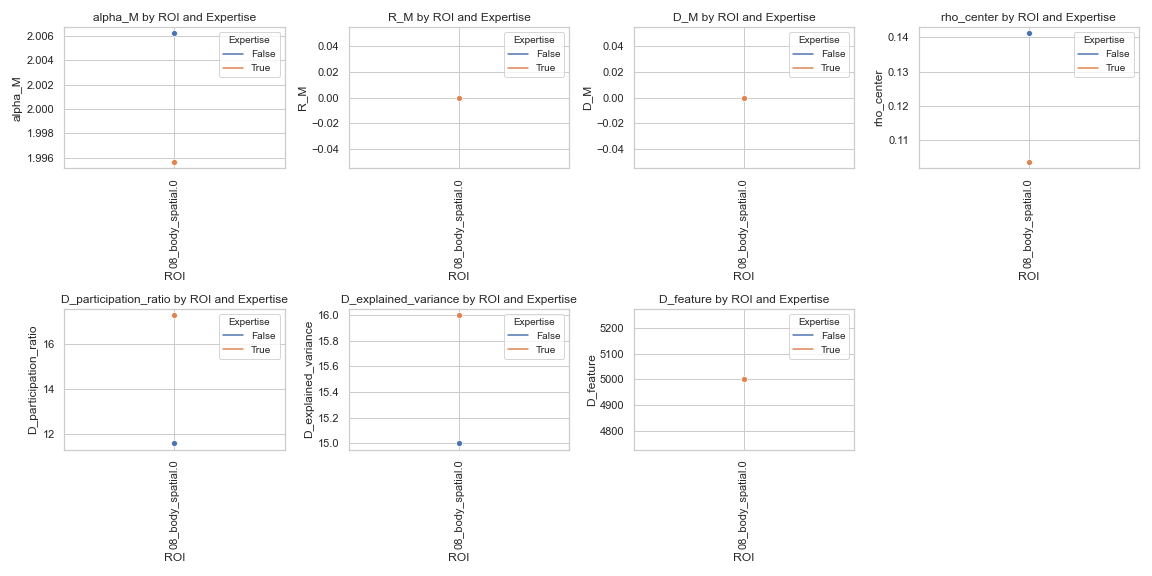 alpha_M by ROI and Expertise
alpha_M
2.006
2.004
2.002
2.000
1.998
1.996
Expertise
False
True
08_body_spatial.0
ROI
R_M by ROI and Expertise
R_M
0.04
0.02
0.00
−0.02
−0.04
Expertise
False
True
08_body_spatial.0
ROI
D_M by ROI and Expertise
D_M
0.04
0.02
0.00
−0.02
−0.04
Expertise
False
True
08_body_spatial.0
ROI
rho_center by ROI and Expertise
rho_center
0.14
0.13
0.12
0.11
Expertise
False
True
08_body_spatial.0
ROI
D_participation_ratio by ROI and Expertise
D_participation_ratio
16
14
12
Expertise
False
True
08_body_spatial.0
ROI
D_explained_variance by ROI and Expertise
D_explained_variance
16.0
15.8
15.6
15.4
15.2
15.0
Expertise
False
True
08_body_spatial.0
ROI
D_feature by ROI and Expertise
D_feature
5200
5100
5000
4900
4800
Expertise
False
True
08_body_spatial.0
ROI